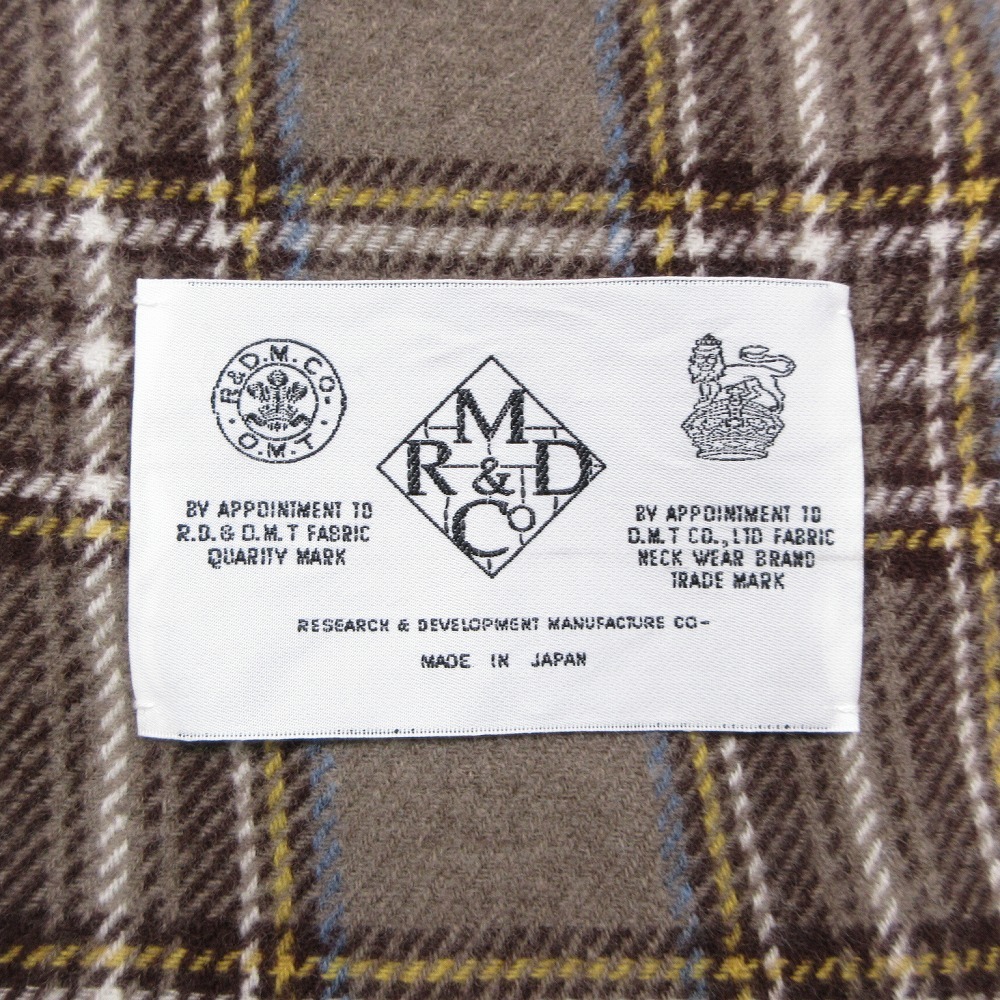 R&D.M.CO-
O.M.T
BY APPOINTMENT TO
R.D.& O.M.T FABRIC
QUARITY MARK
M
R & D
Co
BY APPOINTMENT TO
O.M.T CO.,LTD FABRIC
NECK WEAR BRAND
TRADE MARK
RESEARCH & DEVELOPMENT MANUFACTURE CO-
MADE IN JAPAN